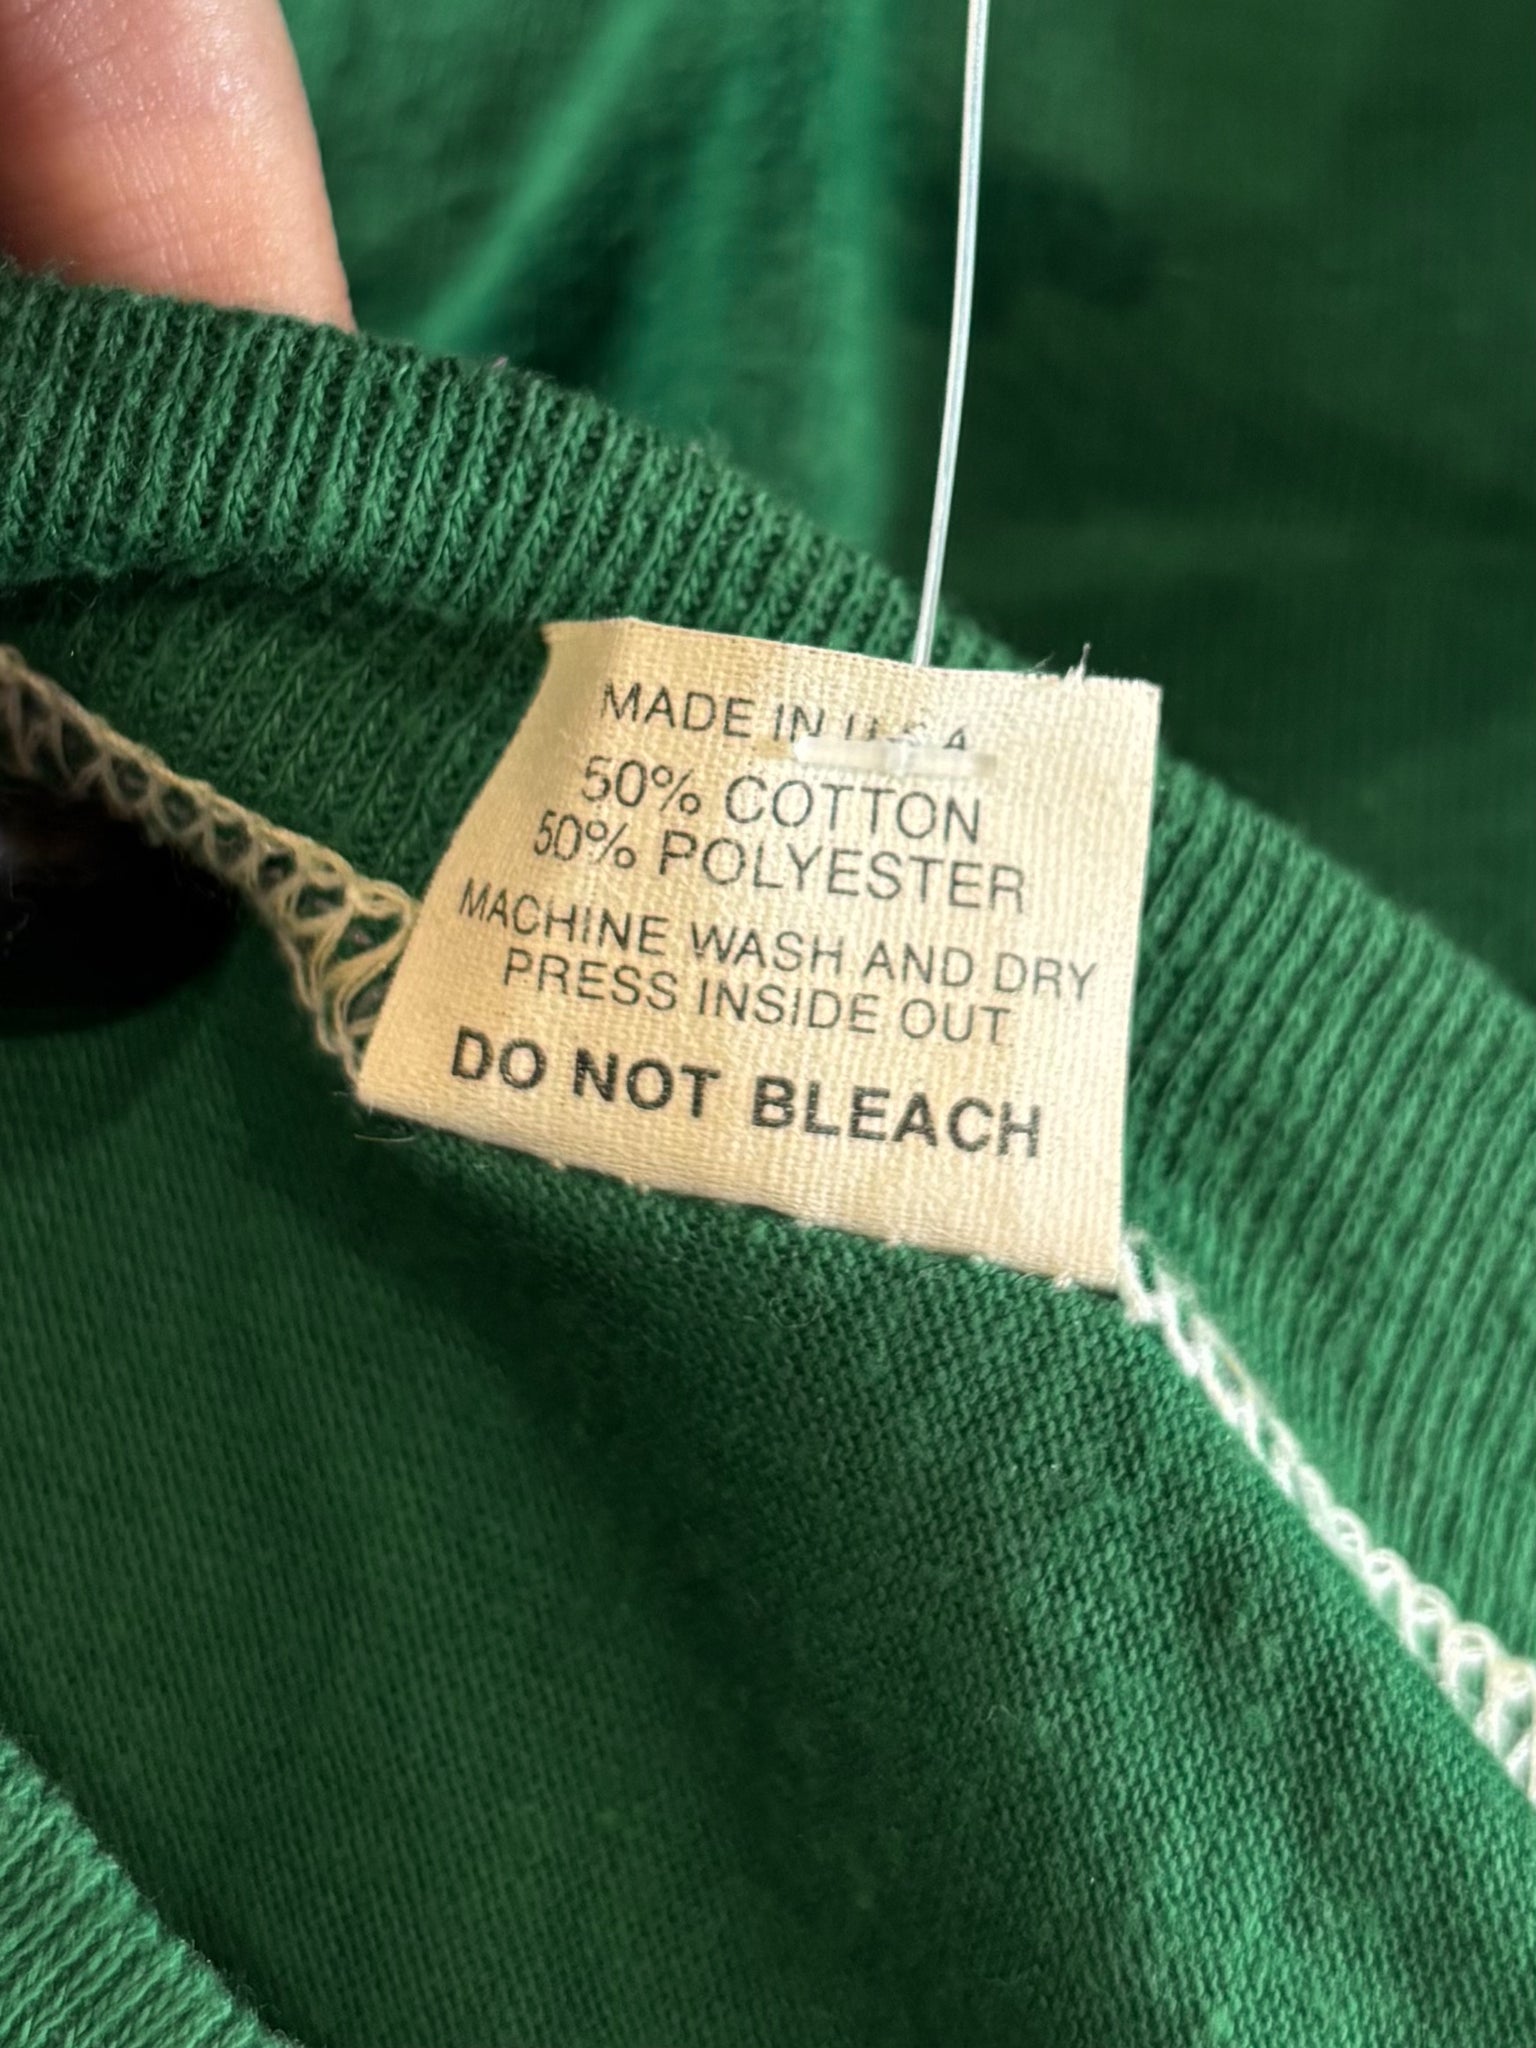 MADE IN U.S.A.
50% COTTON
50% POLYESTER
MACHINE WASH AND DRY
PRESS INSIDE OUT
DO NOT BLEACH